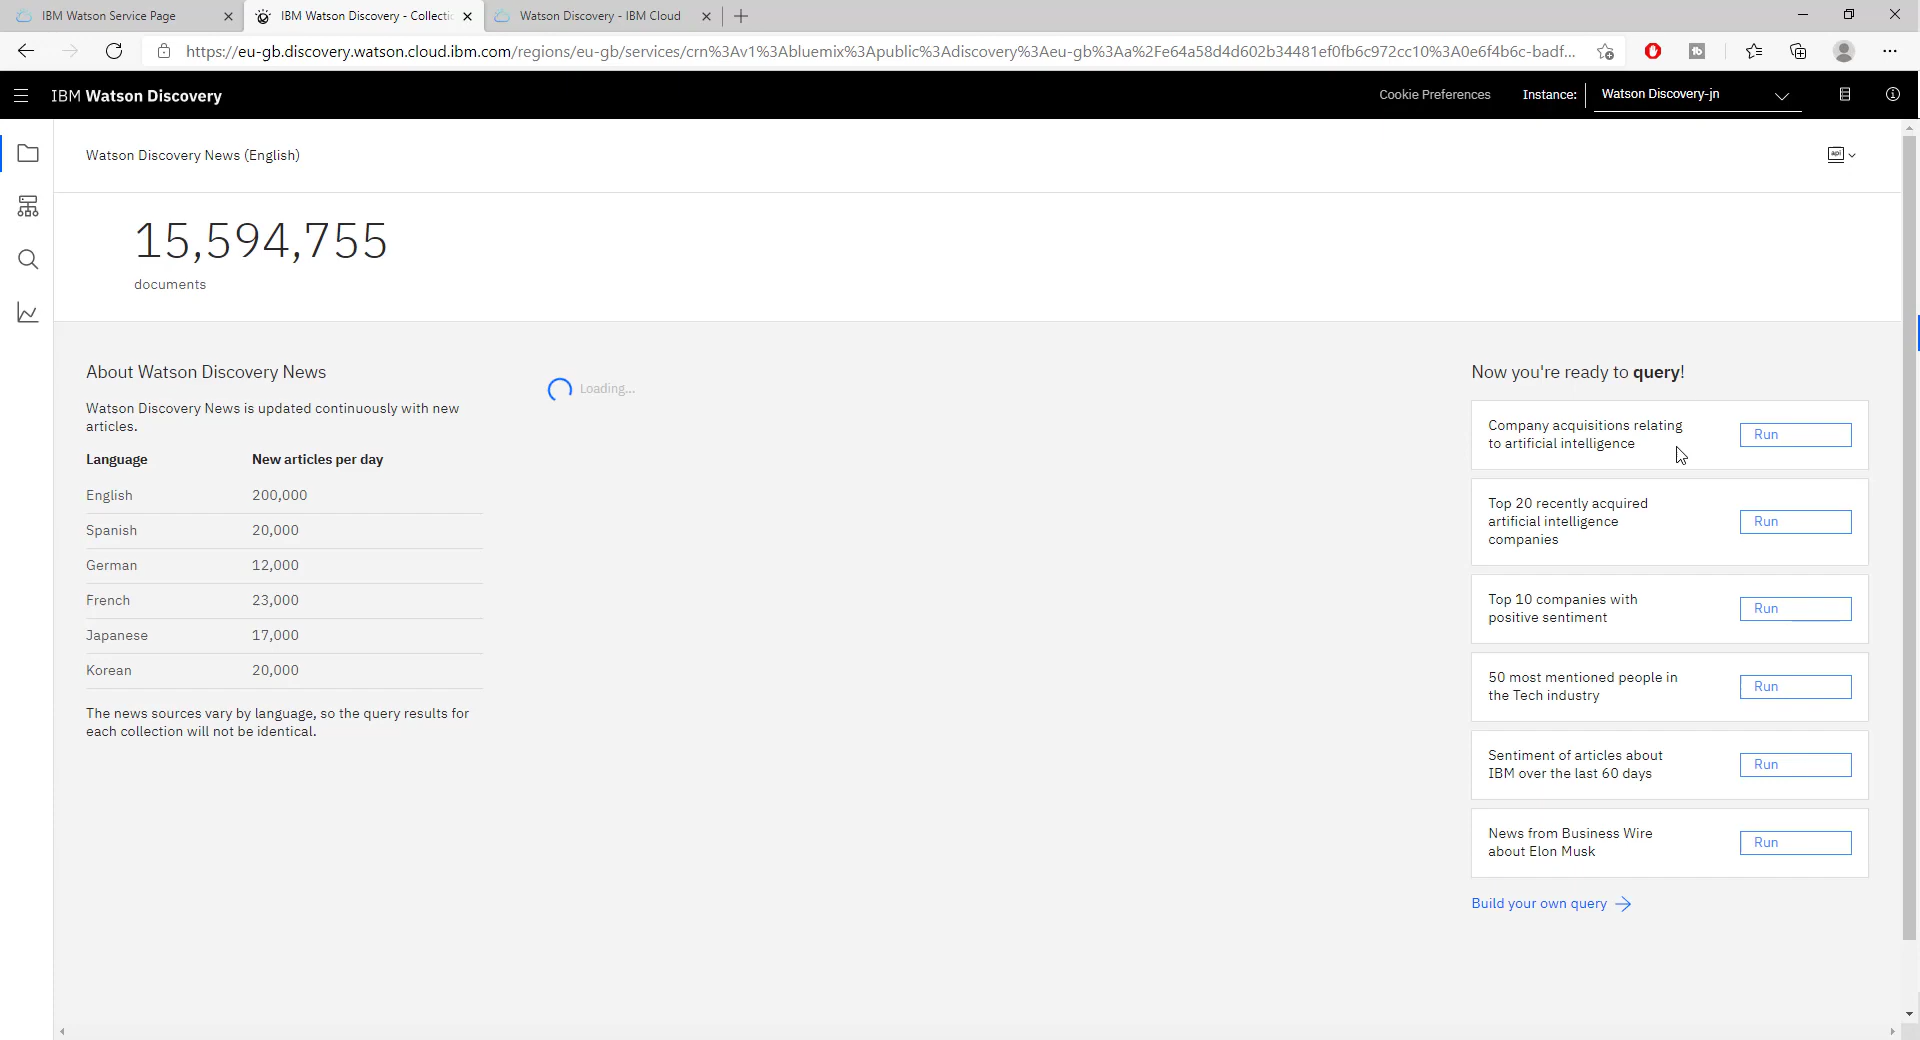 IBM Watson Service Page
IBM Watson Discovery - Collecti
Watson Discovery - IBM Cloud
https://eu-gb.discovery.watson.cloud.ibm.com/regions/eu-gb/services/crn%3Av1%3Abluemix%3Apublic%3Adiscovery%3Aeu-gb%3Aa%2Fe64a58d4d602b34481ef0fb6c972cc10%3A0e6f4b6c-badf...
IBM Watson Discovery
Cookie Preferences
Instance:
Watson Discovery-jn
Watson Discovery News (English)
api
15,594,755
documents
About Watson Discovery News
Watson Discovery News is updated continuously with new
articles.
Language New articles per day
English 200,000
Spanish 20,000
German 12,000
French 23,000
Japanese 17,000
Korean 20,000
The news sources vary by language, so the query results for
each collection will not be identical.
Loading...
Now you're ready to query!
Company acquisitions relating
to artificial intelligence
Run
Top 20 recently acquired
artificial intelligence
companies
Run
Top 10 companies with
positive sentiment
Run
50 most mentioned people in
the Tech industry
Run
Sentiment of articles about
IBM over the last 60 days
Run
News from Business Wire
about Elon Musk
Run
Build your own query